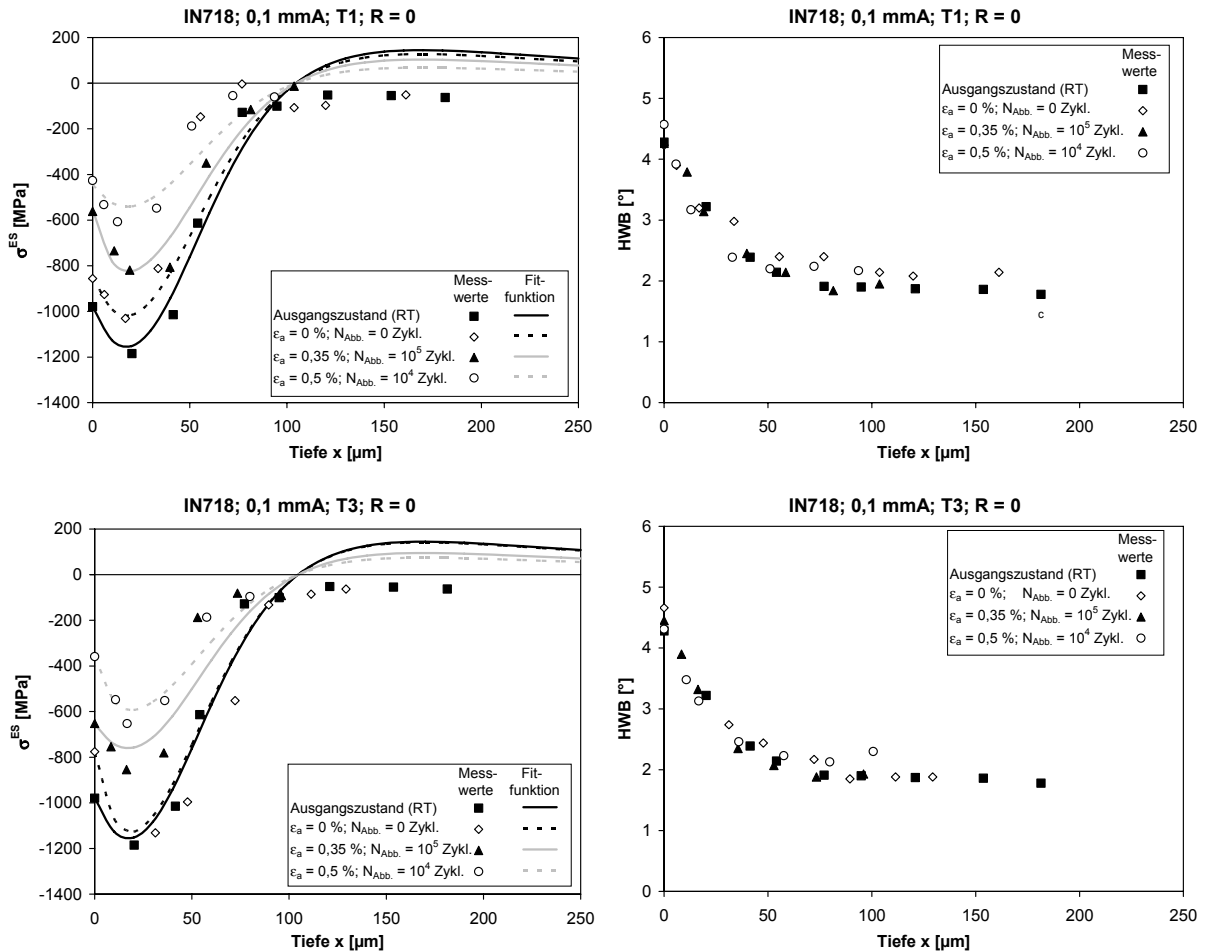 IN718; 0,1 mmA; T1; R = 0
200
0
-200
-400
-600
-800
-1000
-1200
-1400
σES [MPa]
0 50 100 150 200 250
Tiefe x [µm]
Mess- Fit-
werte funktion
Ausgangszustand (RT)
εa = 0 %; NAbb. = 0 Zykl.
εa = 0,35 %; NAbb. = 10^5 Zykl.
εa = 0,5 %; NAbb. = 10^4 Zykl.
IN718; 0,1 mmA; T1; R = 0
6
5
4
3
2
1
0
HWB [°]
0 50 100 150 200 250
Tiefe x [µm]
Mess-
werte
Ausgangszustand (RT)
εa = 0 %; NAbb. = 0 Zykl.
εa = 0,35 %; NAbb. = 10^5 Zykl.
εa = 0,5 %; NAbb. = 10^4 Zykl.
c
IN718; 0,1 mmA; T3; R = 0
200
0
-200
-400
-600
-800
-1000
-1200
-1400
σES [MPa]
0 50 100 150 200 250
Tiefe x [µm]
Mess- Fit-
werte funktion
Ausgangszustand (RT)
εa = 0 %; NAbb. = 0 Zykl.
εa = 0,35 %; NAbb. = 10^5 Zykl.
εa = 0,5 %; NAbb. = 10^4 Zykl.
IN718; 0,1 mmA; T3; R = 0
6
5
4
3
2
1
0
HWB [°]
0 50 100 150 200 250
Tiefe x [µm]
Mess-
werte
Ausgangszustand (RT)
εa = 0 %; NAbb. = 0 Zykl.
εa = 0,35 %; NAbb. = 10^5 Zykl.
εa = 0,5 %; NAbb. = 10^4 Zykl.